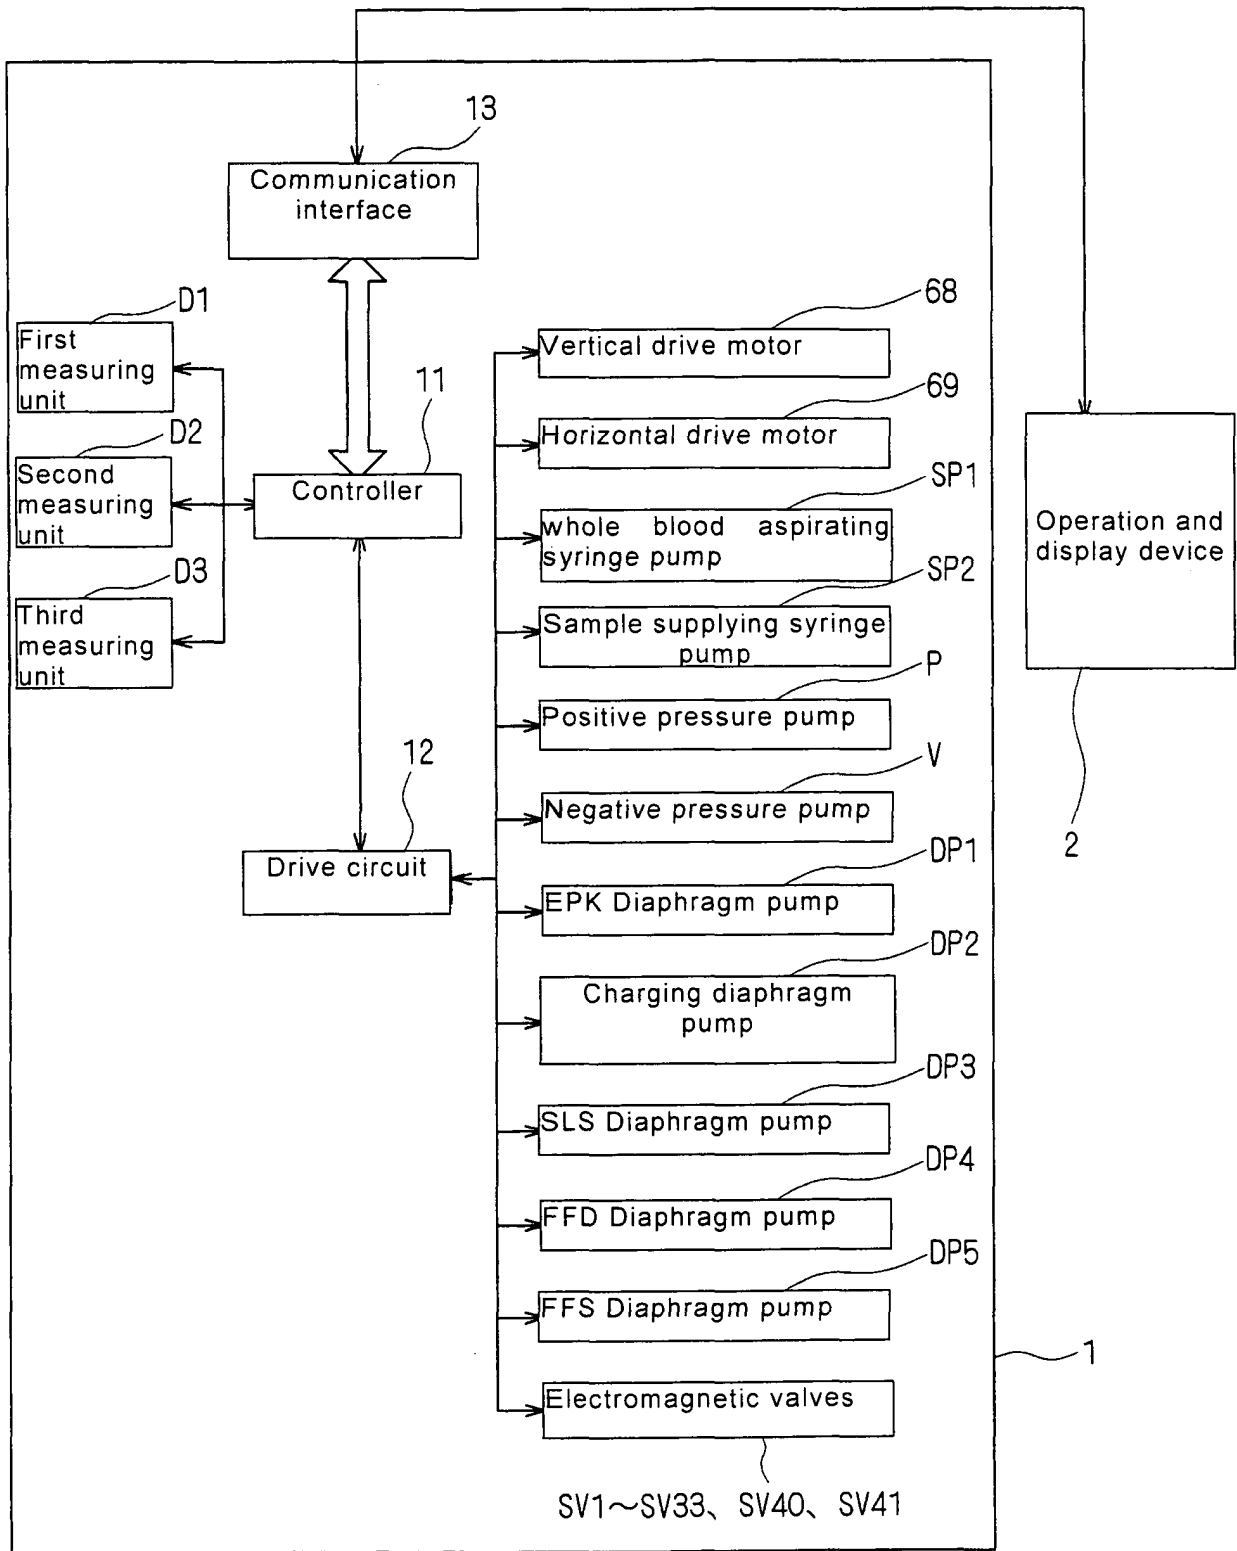 13
Communication
interface
D1
First
measuring
unit
D2
Second
measuring
unit
D3
Third
measuring
unit
11
Controller
12
Drive circuit
68
Vertical drive motor
69
Horizontal drive motor
SP1
whole blood aspirating
syringe pump
SP2
Sample supplying syringe
pump
P
Positive pressure pump
V
Negative pressure pump
DP1
EPK Diaphragm pump
DP2
Charging diaphragm
pump
DP3
SLS Diaphragm pump
DP4
FFD Diaphragm pump
DP5
FFS Diaphragm pump
Electromagnetic valves
SV1～SV33、SV40、SV41
Operation and
display device
2
1